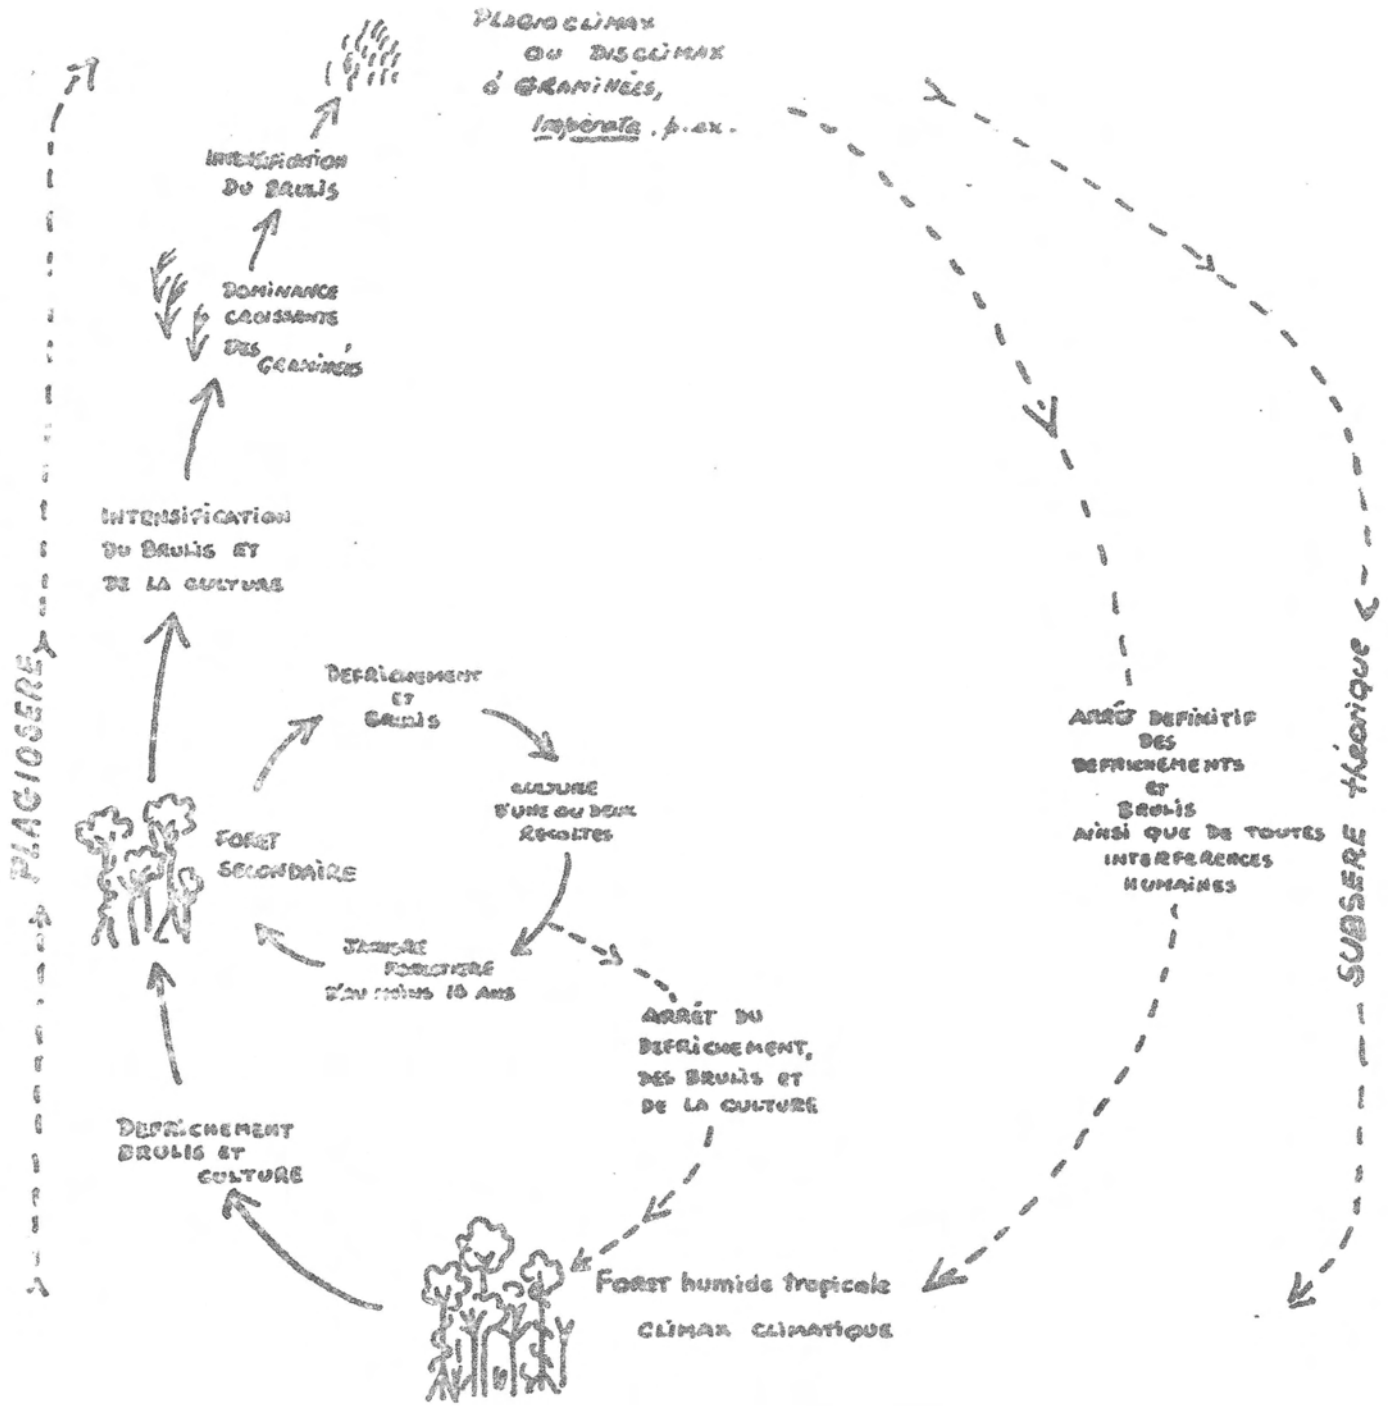 PLAGIOCLIMAX
OU DISCLIMAX
à GRAMINÉES,
Imperata. p.ex.
INTENSIFICATION
DU BRULIS
DOMINANCE
CROISSANTE
DES
GRAMINÉES
INTENSIFICATION
DU BRULIS ET
DE LA CULTURE
PLAGIOSERE
DEFRICHEMENT
ET
BRULIS
CULTURE
D'UNE OU DEUX
RECOLTES
FORET
SECONDAIRE
JACHERE
FORESTIERE
D'AU MOINS 10 ANS
ARRÊT DU
DEFRICHEMENT,
DES BRULIS ET
DE LA CULTURE
DEFRICHEMENT
BRULIS ET
CULTURE
FORET humide tropicale
CLIMAX CLIMATIQUE
ARRÊT DEFINITIF
DES
DEFRICHEMENTS
ET
BRULIS
AINSI QUE DE TOUTES
INTERFERENCES
HUMAINES
SUBSERE théorique